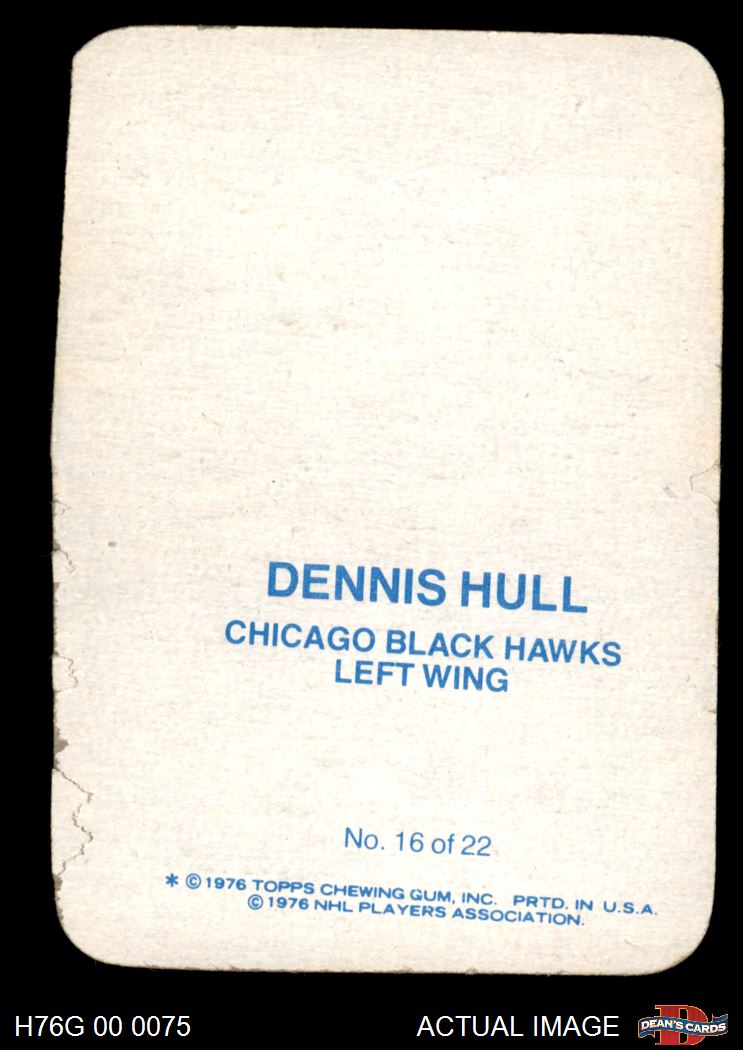 DENNIS HULL
CHICAGO BLACK HAWKS
LEFT WING
No. 16 of 22
* © 1976 TOPPS CHEWING GUM, INC. PRTD. IN U.S.A.
© 1976 NHL PLAYERS ASSOCIATION.
H76G 00 0075
ACTUAL IMAGE
DEAN'S CARDS